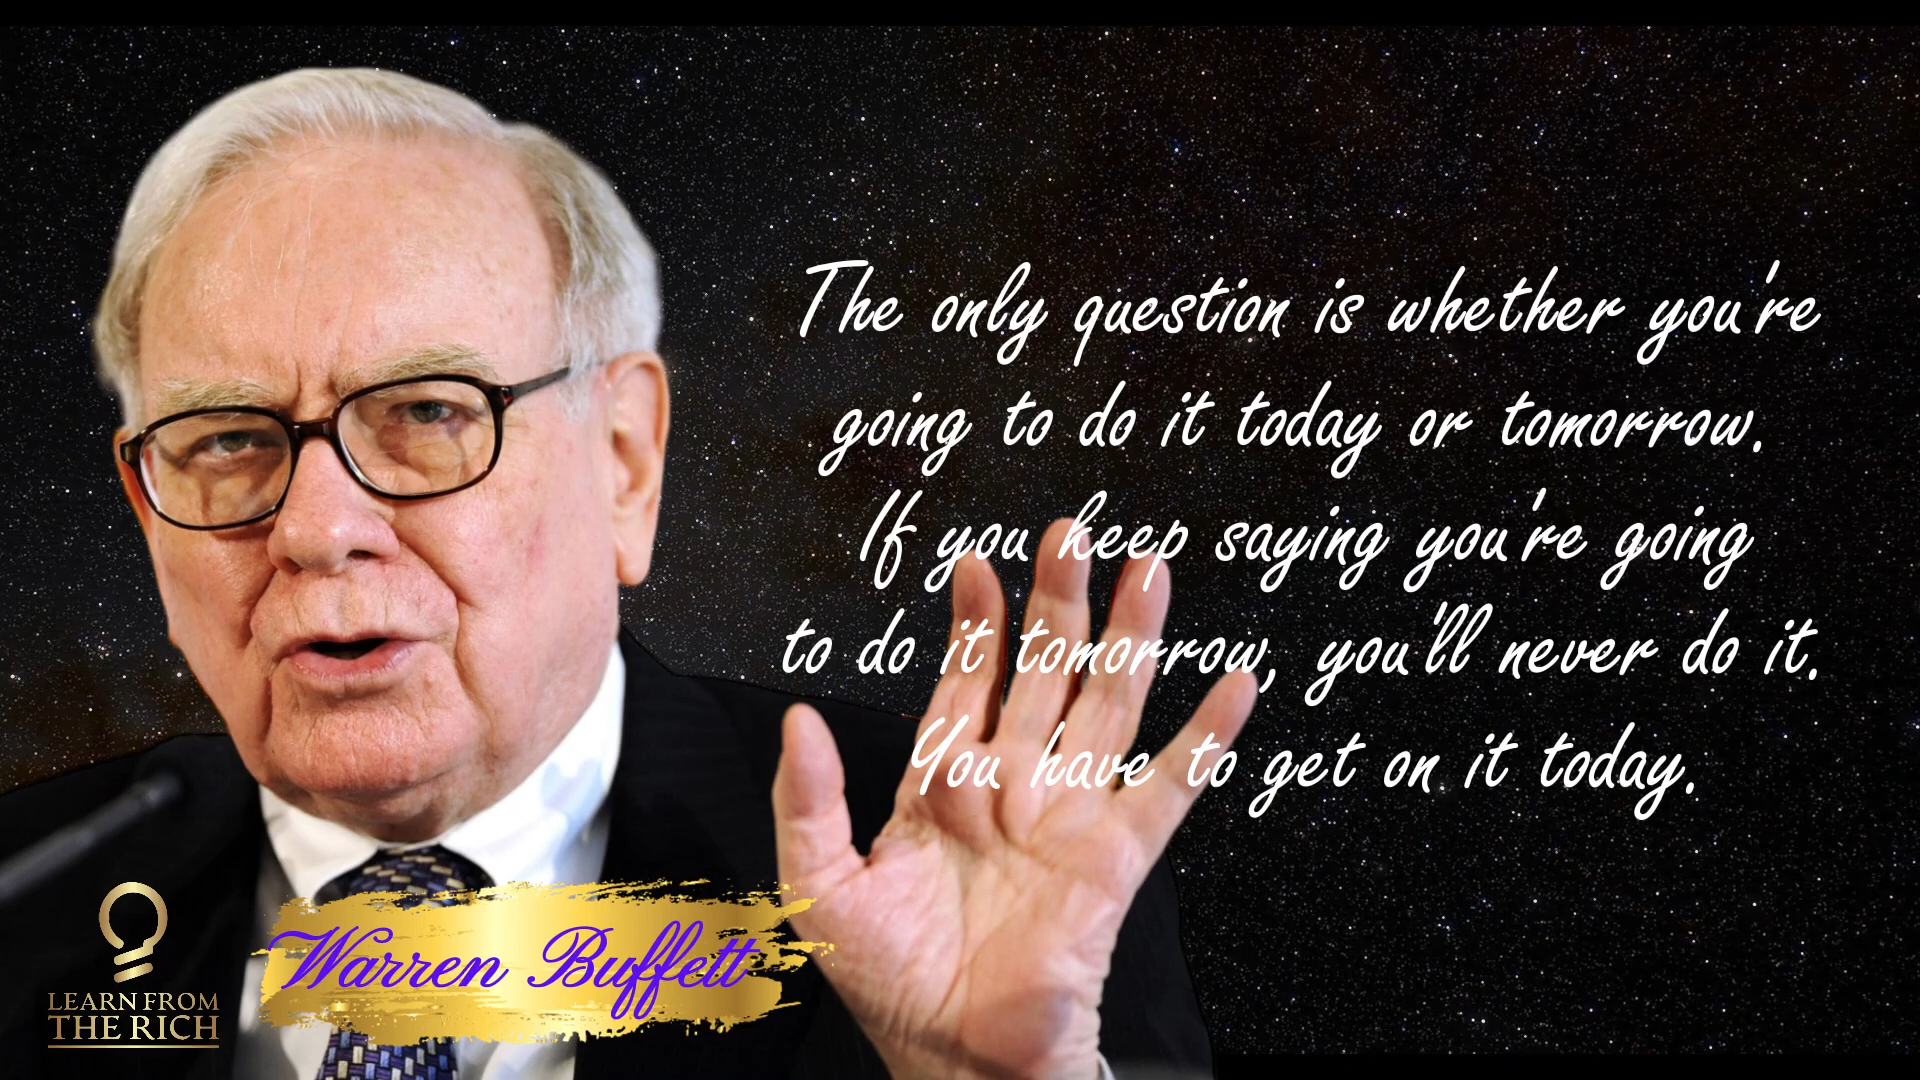 The only question is whether you're
going to do it today or tomorrow.
If you keep saying you're going
to do it tomorrow, you'll never do it.
You have to get on it today.
Warren Buffett
LEARN FROM
THE RICH